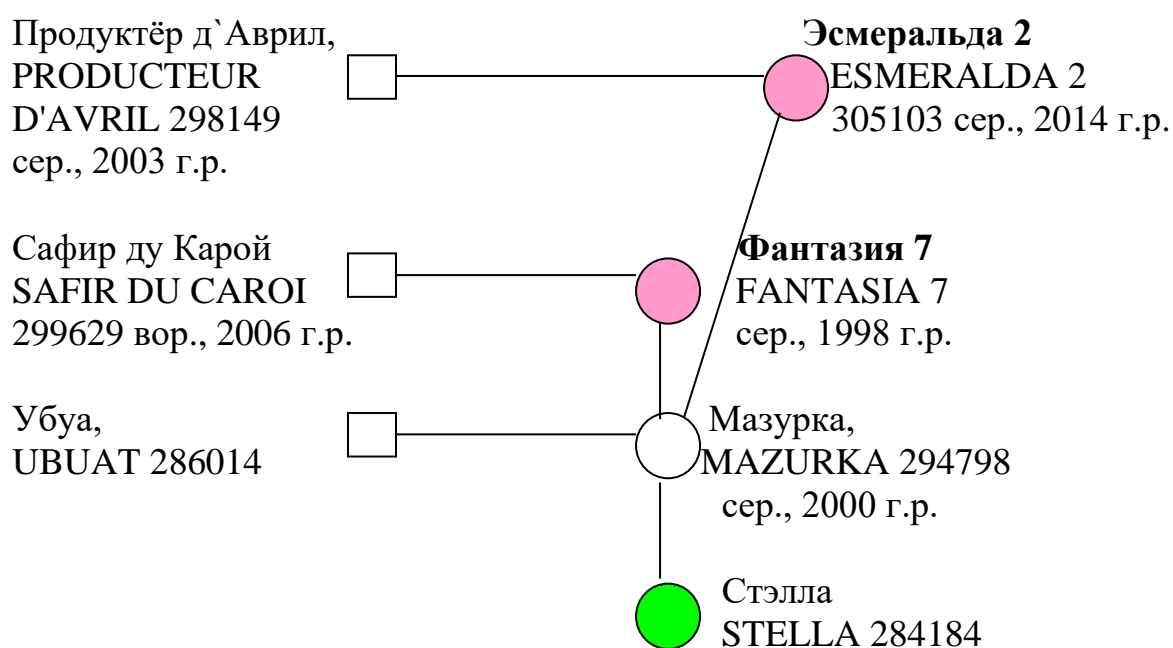 Продуктёр д`Аврил,
PRODUCTEUR
D'AVRIL 298149
сер., 2003 г.р.
Эсмеральда 2
ESMERALDA 2
305103 сер., 2014 г.р.
Сафир ду Карой
SAFIR DU CAROI
299629 вор., 2006 г.р.
Фантазия 7
FANTASIA 7
сер., 1998 г.р.
Убуа,
UBUAT 286014
Мазурка,
MAZURKA 294798
сер., 2000 г.р.
Стэлла
STELLA 284184